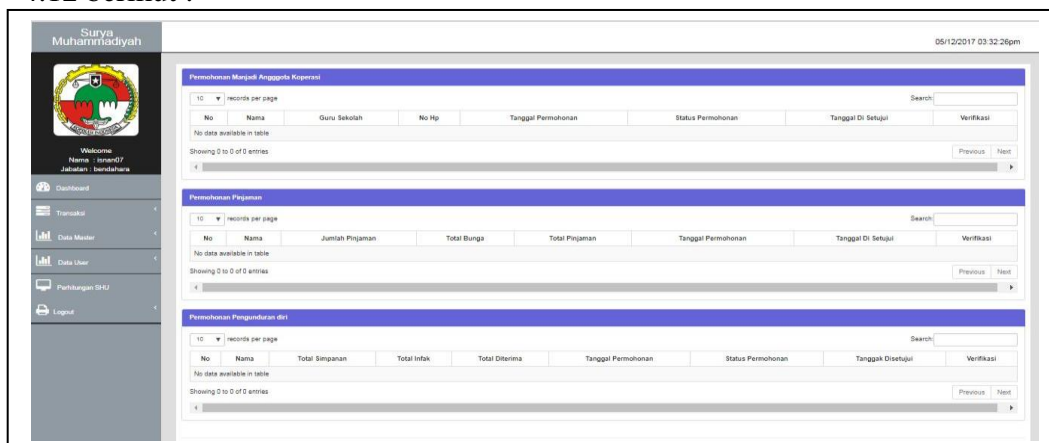 4.12 berikut :
Surya
Muhammadiyah
05/12/2017 03:32:26pm
Welcome
Nama : isnan07
Jabatan : bendahara
Dashboard
Transaksi
Data Master
Data User
Perhitungan SHU
Logout
Permohonan Manjadi Angggota Koperasi
10 records per page Search:
No Nama Guru Sekolah No Hp Tanggal Permohonan Status Permohonan Tanggal Di Setujui Verifikasi
No data available in table
Showing 0 to 0 of 0 entries Previous Next
Permohonan Pinjaman
10 records per page Search:
No Nama Jumlah Pinjaman Total Bunga Total Pinjaman Tanggal Permohonan Tanggal Di Setujui Verifikasi
No data available in table
Showing 0 to 0 of 0 entries Previous Next
Permohonan Pengunduran diri
10 records per page Search:
No Nama Total Simpanan Total Infak Total Diterima Tanggal Permohonan Status Permohonan Tanggak Disetujui Verifikasi
No data available in table
Showing 0 to 0 of 0 entries Previous Next